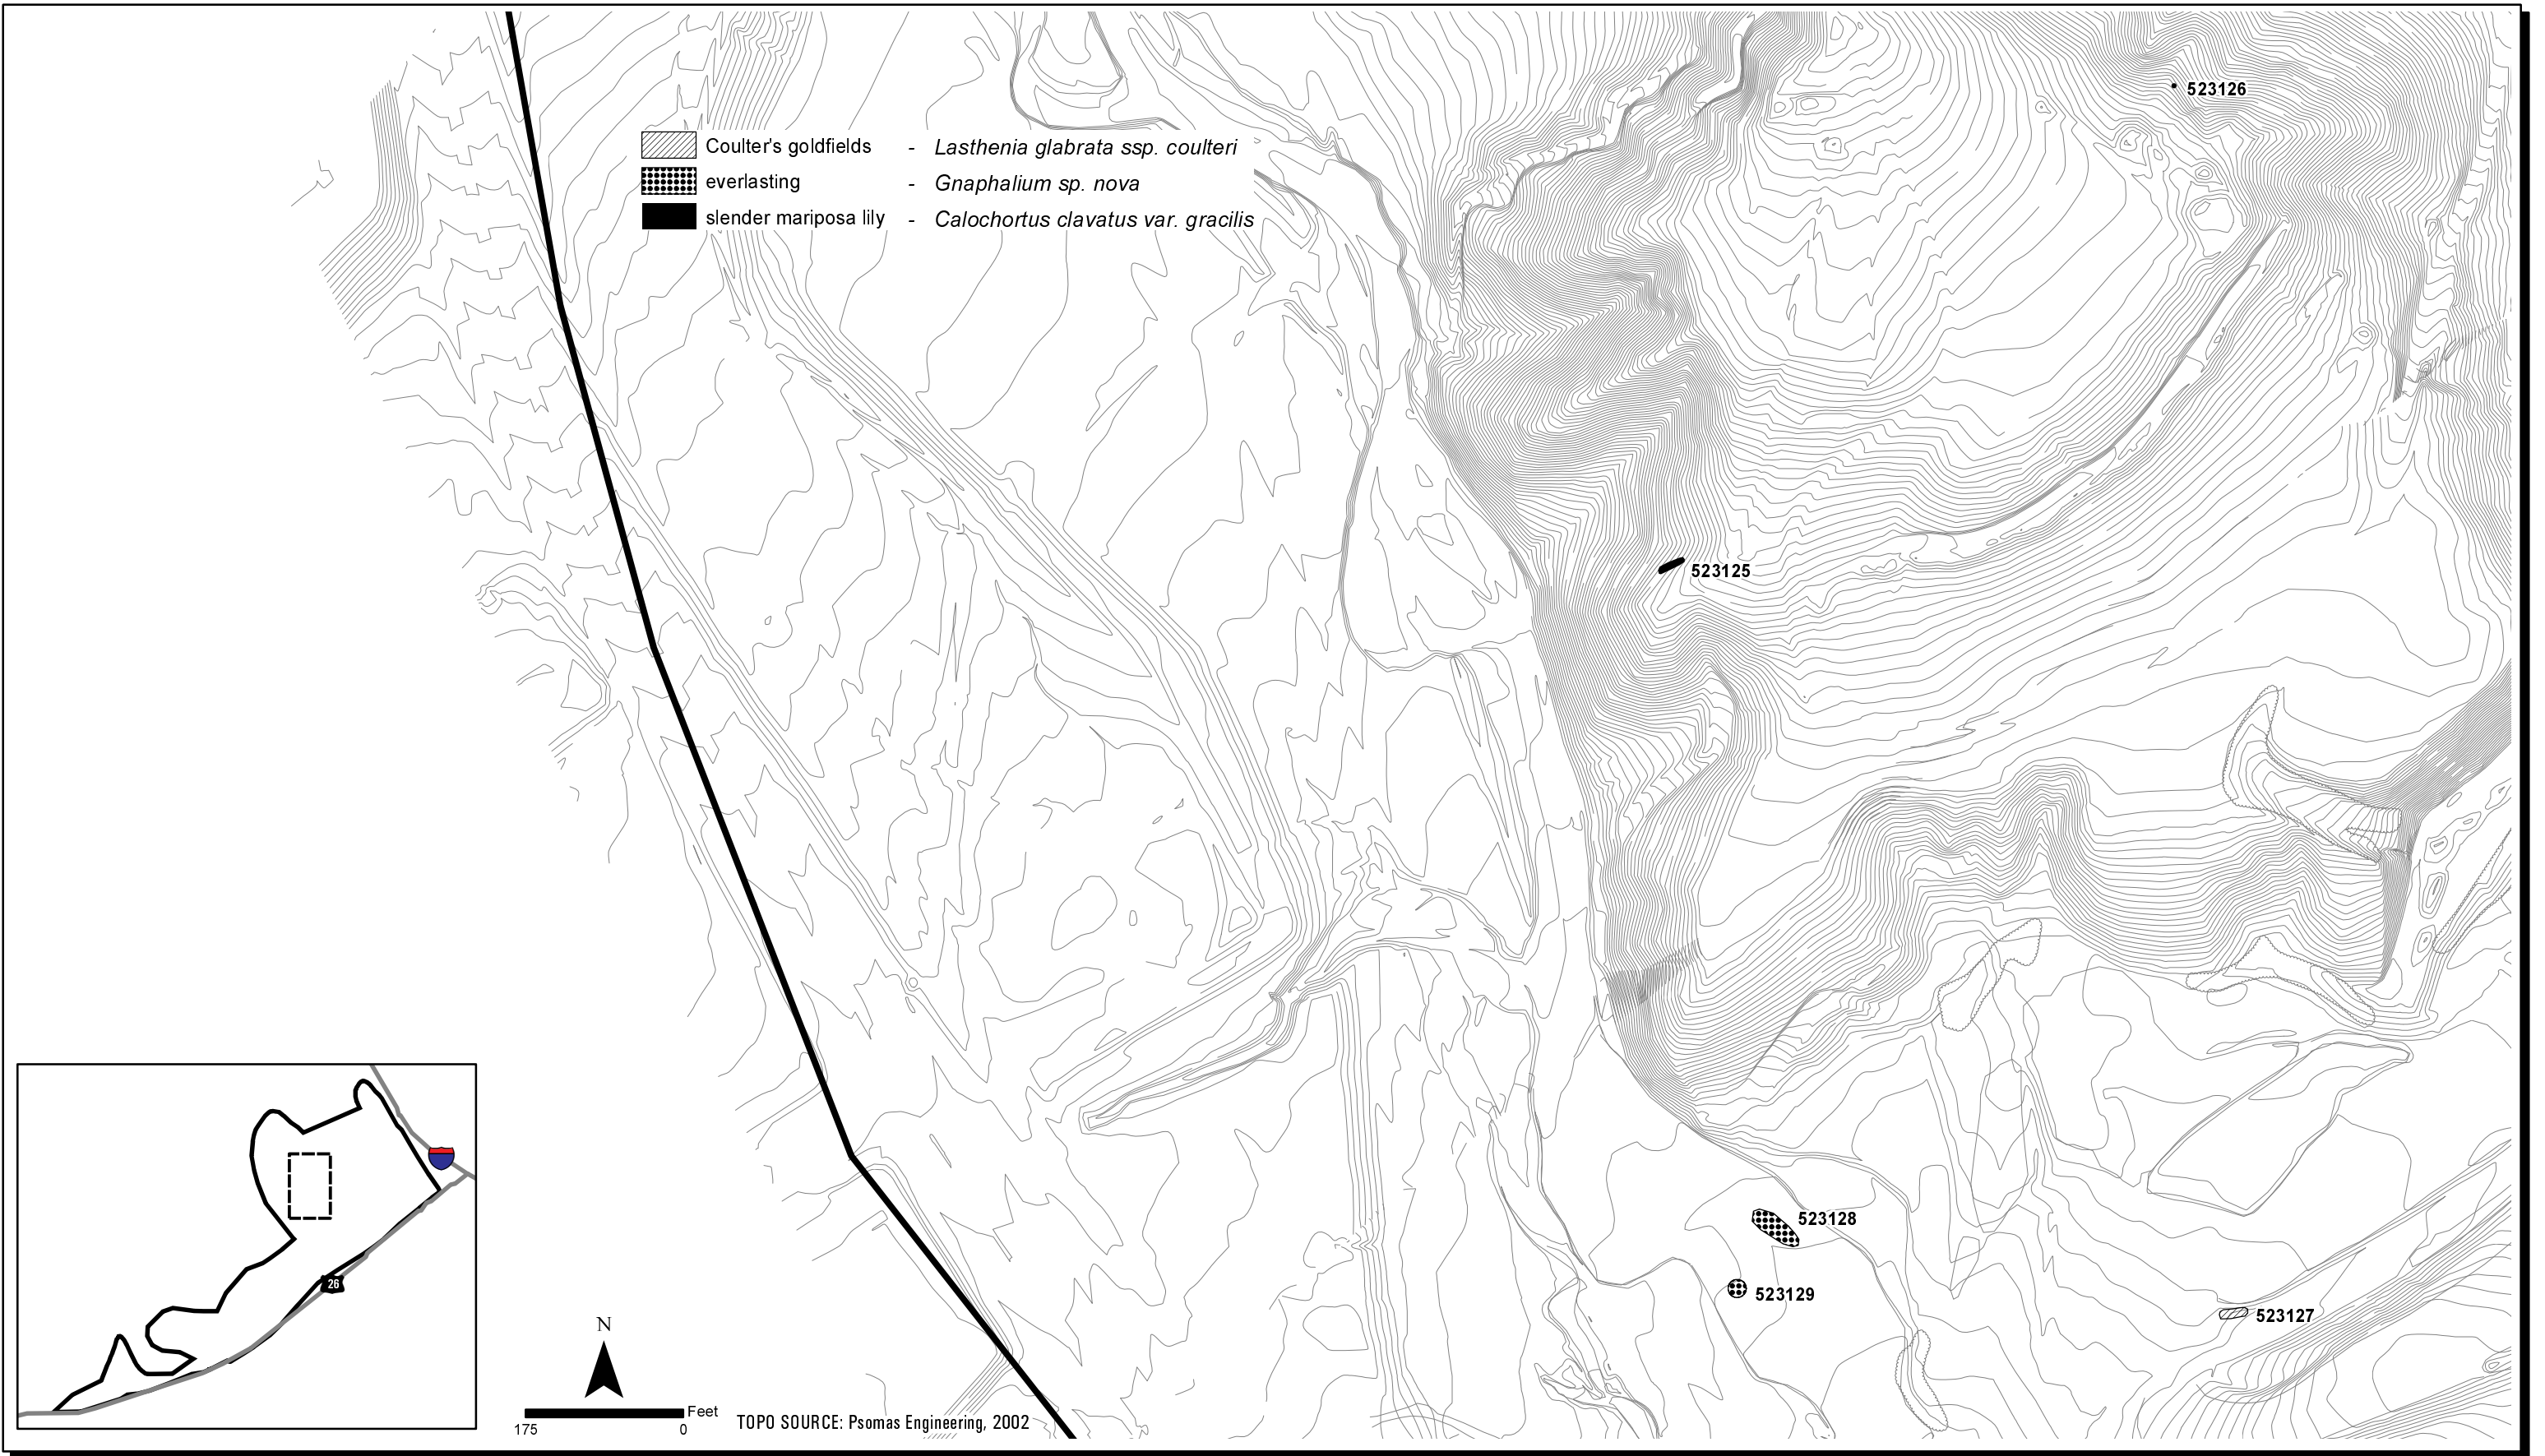 523126
Coulter's goldfields - Lasthenia glabrata ssp. coulteri
everlasting - Gnaphalium sp. nova
slender mariposa lily - Calochortus clavatus var. gracilis
523125
523128
523129
523127
26
N
Feet
175 0
TOPO SOURCE: Psomas Engineering, 2002